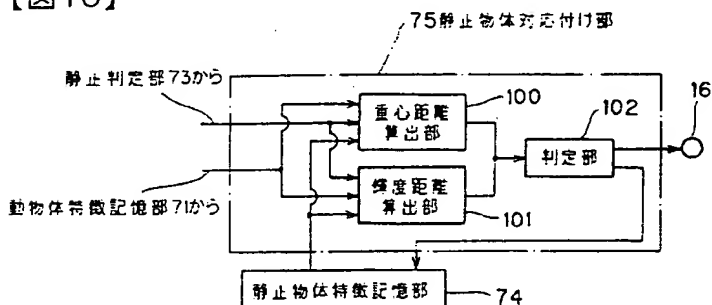 【図10】
75静止物体対応付け部
静止判定部73から
重心距離
算出部
100
102
16
判定部
輝度距離
算出部
101
動物体特徴記憶部71から
静止物体特徴記憶部
74